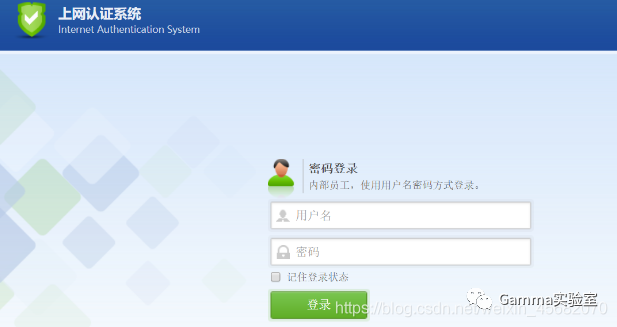 上网认证系统
Internet Authentication System
密码登录
内部员工，使用用户名密码方式登录。
用户名
密码
记住登录状态
登录
Gamma实验室
https://blog.csdn.net/weixin_45682070